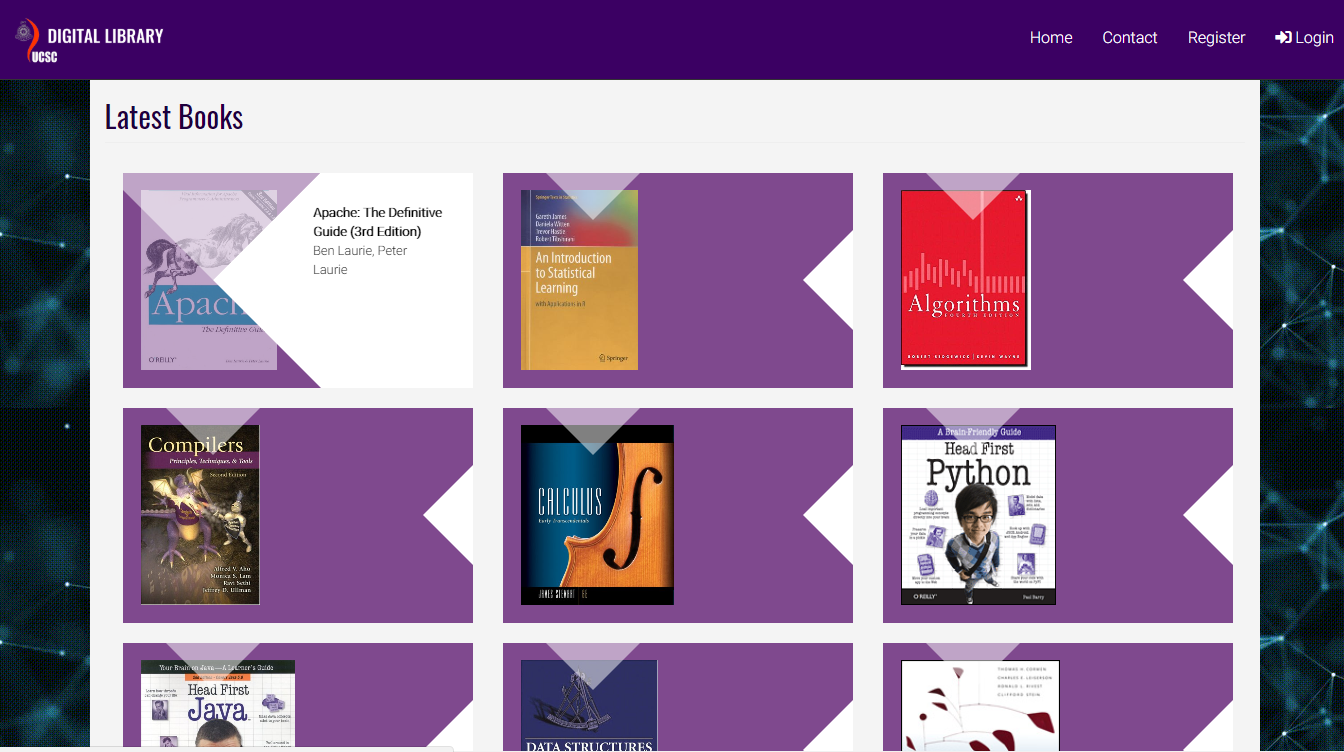 DIGITAL LIBRARY
UCSC
Home
Contact
Register
Login
Latest Books
3rd Edition
Apac
The Definitive Guide
O'REILLY
Apache: The Definitive
Guide (3rd Edition)
Ben Laurie, Peter
Laurie
Gareth James
Daniela Witten
Trevor Hastie
Robert Tibshirani
An Introduction
to Statistical
Learning
with Applications in R
Springer
Algorithms
FOURTH EDITION
ROBERT SEDGEWICK | KEVIN WAYNE
Compilers
Principles, Techniques, & Tools
Second Edition
Alfred V. Aho
Monica S. Lam
Ravi Sethi
Jeffrey D. Ullman
CALCULUS
Early Transcendentals
JAMES STEWART
A Brain-Friendly Guide
Head First
Python
O'REILLY
Paul Barry
Your Brain on Java—A Learner's Guide
Head First
Java
DATA STRUCTURES
THOMAS H. CORMEN
CHARLES E. LEISERSON
RONALD L. RIVEST
CLIFFORD STEIN